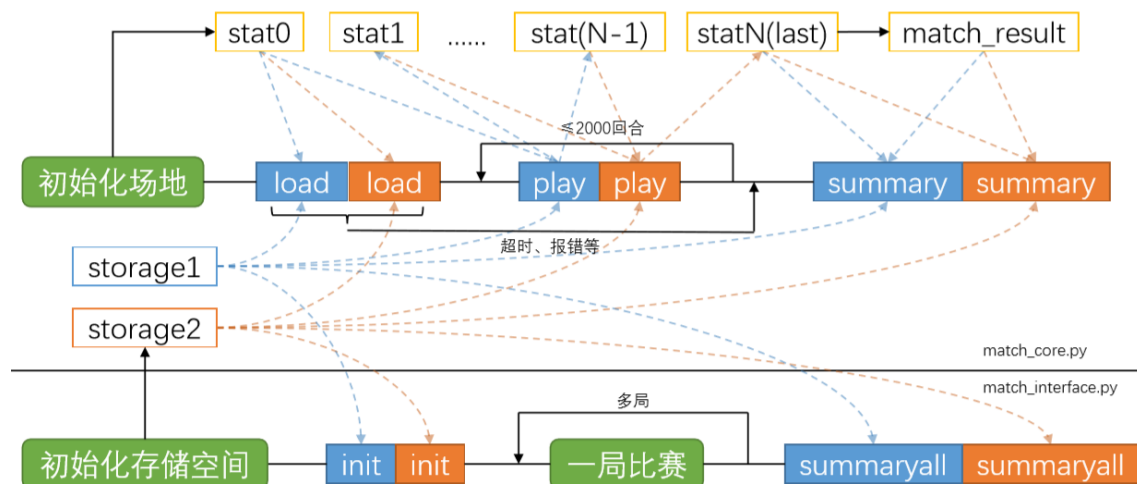 stat0
stat1
......
stat(N-1)
statN(last)
match_result
≤2000回合
初始化场地
load
load
play
play
summary
summary
超时、报错等
storage1
storage2
match_core.py
match_interface.py
多局
初始化存储空间
init
init
一局比赛
summaryall
summaryall